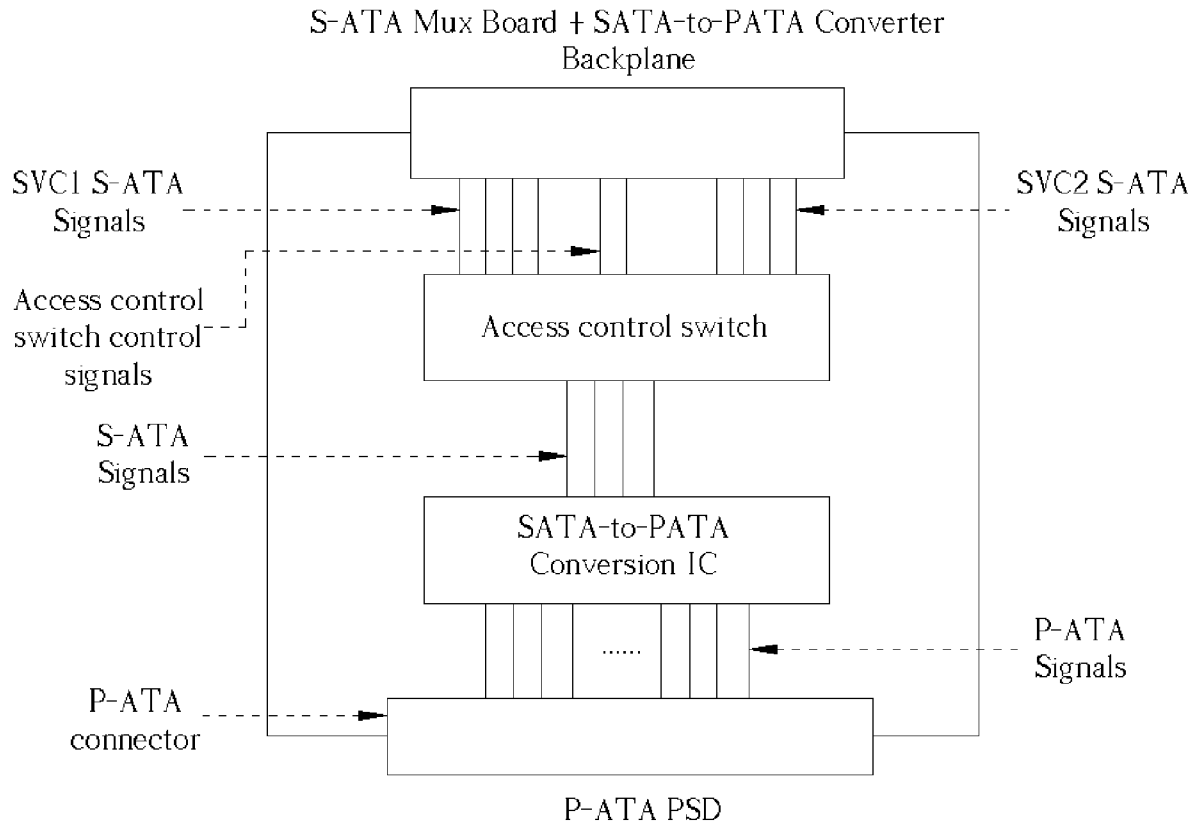 S-ATA Mux Board + SATA-to-PATA Converter
Backplane
SVC1 S-ATA
Signals
SVC2 S-ATA
Signals
Access control
switch control
signals
Access control switch
S-ATA
Signals
SATA-to-PATA
Conversion IC
......
P-ATA
Signals
P-ATA
connector
P-ATA PSD